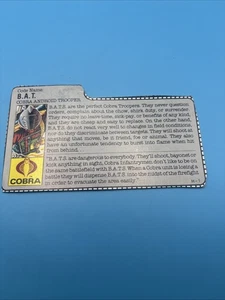 Code Name:
B.A.T.
COBRA ANDROID TROOPER
B.A.T.S. are the perfect Cobra Troopers. They never question
orders, complain about the chow, shirk duty, or surrender.
They require no leave time, sick pay, or benefits of any kind,
and they are cheap and easy to replace. On the other hand,
B.A.T.S. do not react very well to changes in field conditions,
nor do they discriminate between targets. They will shoot at
anything that moves, be it friend, foe or animal. They also
have an unfortunate tendency to burst into flame when hit
from behind.
"B.A.T.S. are dangerous to everybody. They'll shoot, bayonet or
kick anything in sight. Cobra Infantrymen don't like to be on
the same battlefield with B.A.T.S. When a Cobra unit is losing a
battle they will dispense B.A.T.S. into the midst of the firefight
in order to evacuate the area easily."
COBRA